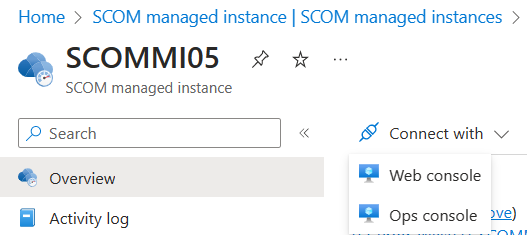 Home > SCOM managed instance | SCOM managed instances >
SCOMMI05
SCOM managed instance
Search
Connect with
Overview
Web console
Activity log
Ops console
ove)